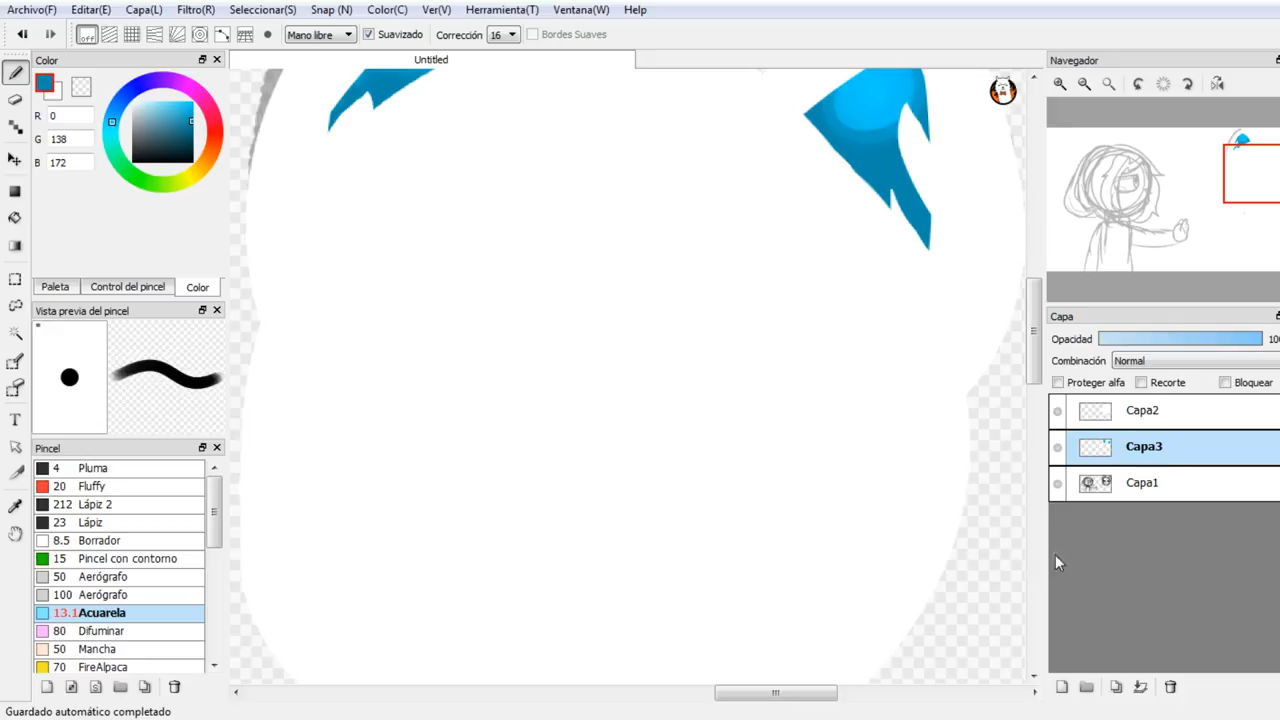 Archivo(F) Editar(E) Capa(L) Filtro(R) Seleccionar(S) Snap (N) Color(C) Ver(V) Herramienta(T) Ventana(W) Help
Off Mano libre Suavizado Corrección 16 Bordes Suaves
Color
Untitled
Navegador
R 0
G 138
B 172
Paleta Control del pincel Color
Vista previa del pincel
Capa
Opacidad
Combinación Normal
Proteger alfa Recorte Bloquear
Capa2
Capa3
Capa1
Pincel
4 Pluma
20 Fluffy
212 Lápiz 2
23 Lápiz
8.5 Borrador
15 Pincel con contorno
50 Aerógrafo
100 Aerógrafo
13.1 Acuarela
80 Difuminar
50 Mancha
70 FireAlpaca
Guardado automático completado